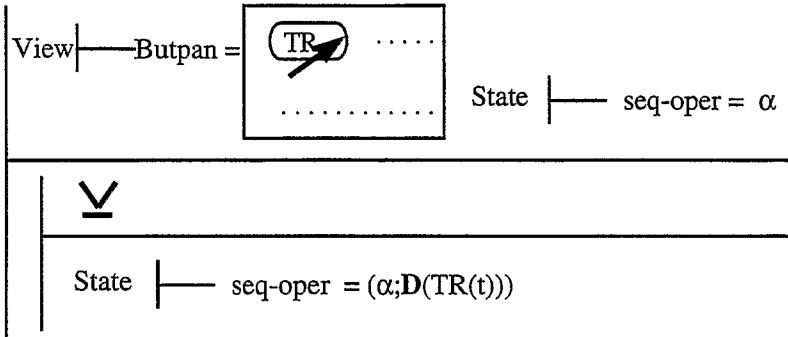 View Butpan = TR ......
............
State seq-oper = α
State seq-oper = (α;D(TR(t)))